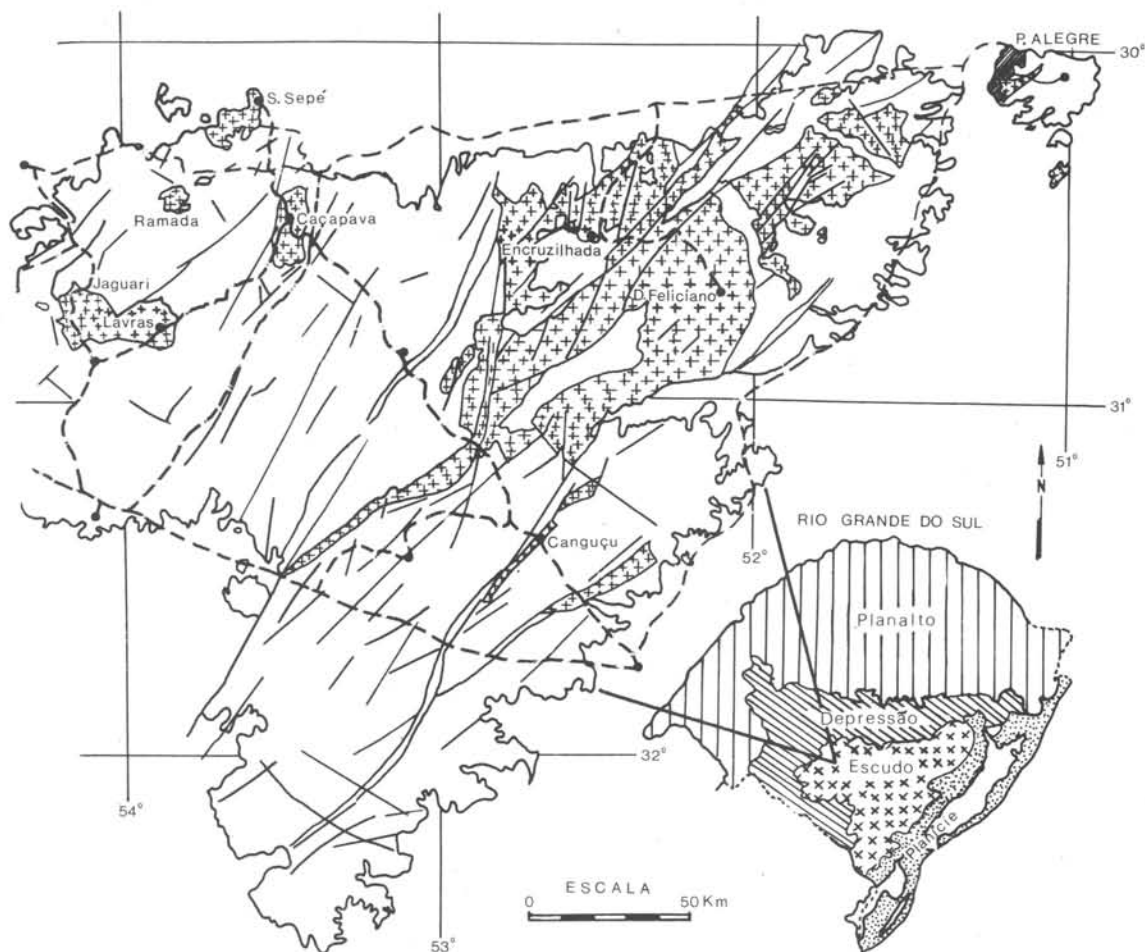 P. ALEGRE
30°
S. Sepé
Ramada
Caçapava
Encruzilhada
Jaguari
D. Feliciano
Lavras
31°
51°
N
RIO GRANDE DO SUL
52°
Canguçu
Planalto
Depressão
32°
Escudo
54°
Planície
ESCALA
0 50 Km
53°